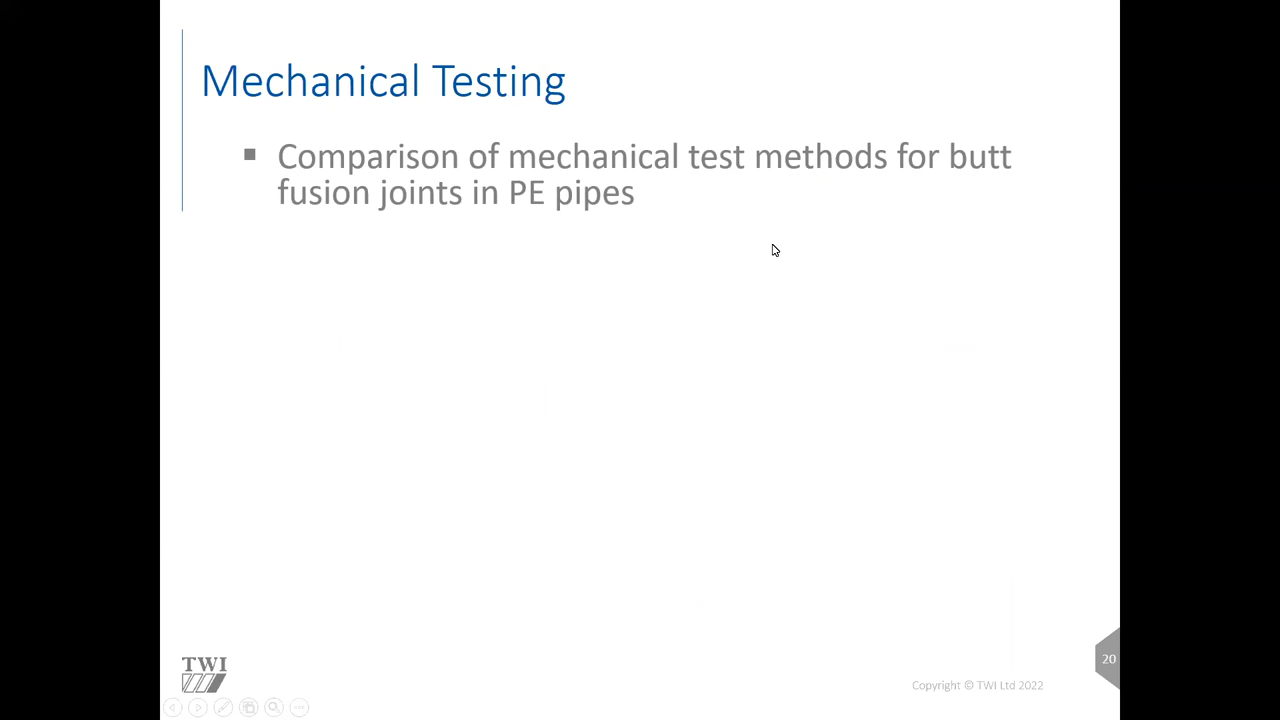 Mechanical Testing
▪ Comparison of mechanical test methods for butt
fusion joints in PE pipes
TWI
Copyright © TWI Ltd 2022
20